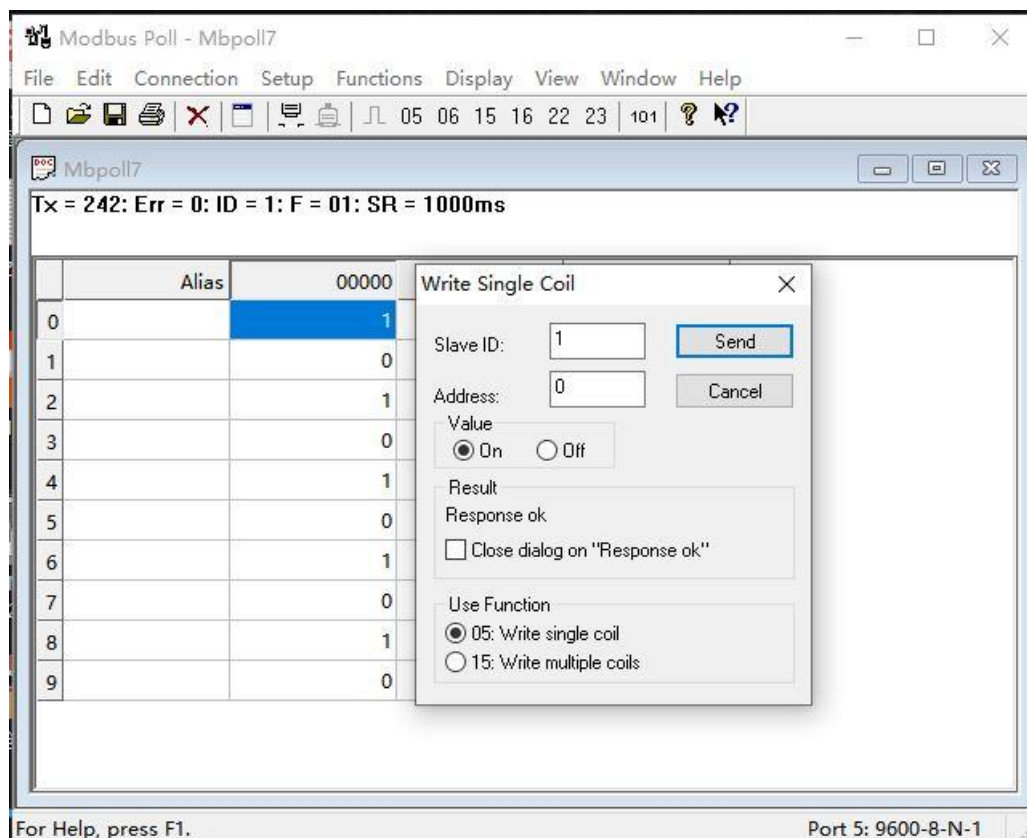 Modbus Poll - Mbpoll7
File Edit Connection Setup Functions Display View Window Help
05 06 15 16 22 23 101
Mbpoll7
Tx = 242: Err = 0: ID = 1: F = 01: SR = 1000ms
Alias 00000
0 1
1 0
2 1
3 0
4 1
5 0
6 1
7 0
8 1
9 0
Write Single Coil
Slave ID: 1 Send
Address: 0 Cancel
Value
On Off
Result
Response ok
Close dialog on "Response ok"
Use Function
05: Write single coil
15: Write multiple coils
For Help, press F1. Port 5: 9600-8-N-1